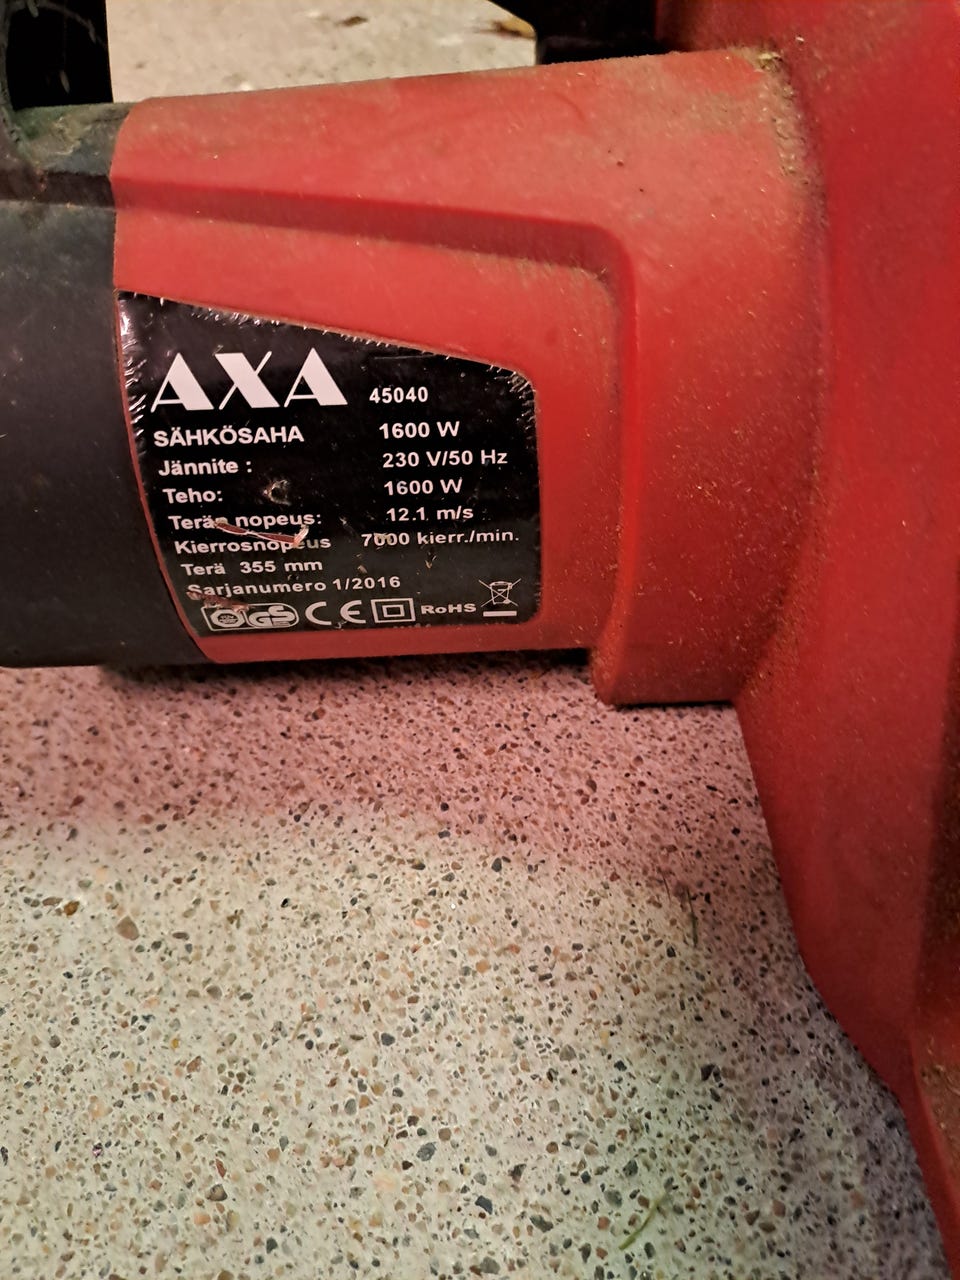 AXA 45040
SÄHKÖSAHA 1600 W
Jännite : 230 V/50 Hz
Teho: 1600 W
Terän nopeus: 12.1 m/s
Kierrosnopeus 7000 kierr./min.
Terä 355 mm
Sarjanumero 1/2016
GS CE RoHS